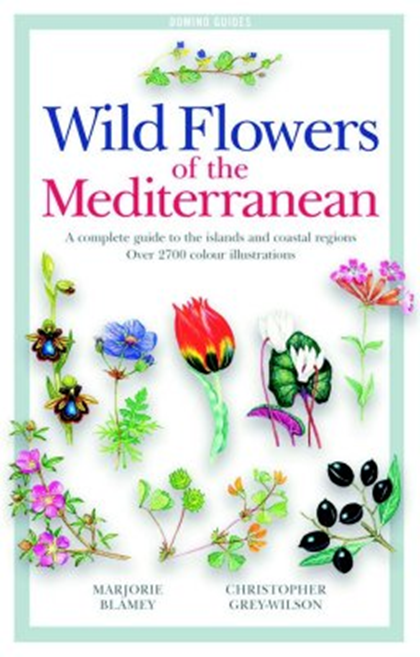 DOMINO GUIDES
Wild Flowers
of the
Mediterranean
A complete guide to the islands and coastal regions
Over 2700 colour illustrations
MARJORIE
BLAMEY
CHRISTOPHER
GREY-WILSON